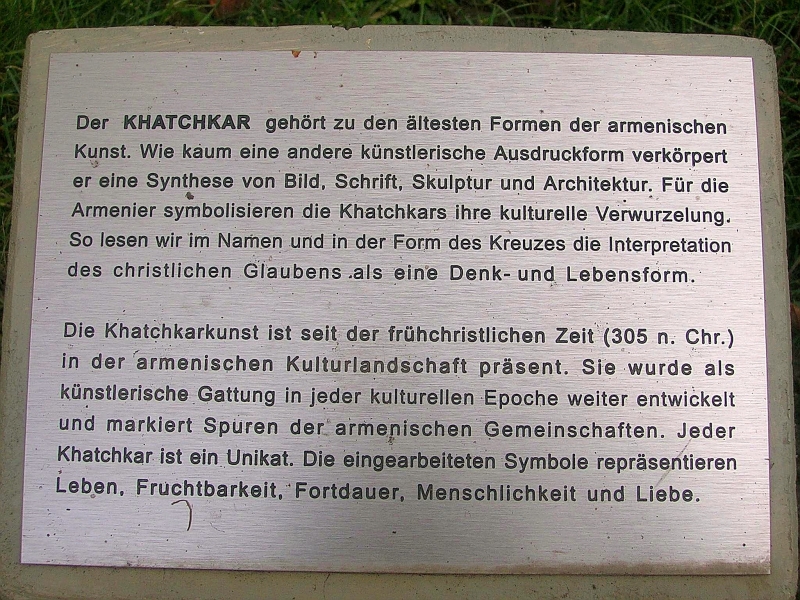 Der KHATCHKAR gehört zu den ältesten Formen der armenischen
Kunst. Wie kaum eine andere künstlerische Ausdruckform verkörpert
er eine Synthese von Bild, Schrift, Skulptur und Architektur. Für die
Armenier symbolisieren die Khatchkars ihre kulturelle Verwurzelung.
So lesen wir im Namen und in der Form des Kreuzes die Interpretation
des christlichen Glaubens als eine Denk- und Lebensform.
Die Khatchkarkunst ist seit der frühchristlichen Zeit (305 n. Chr.)
in der armenischen Kulturlandschaft präsent. Sie wurde als
künstlerische Gattung in jeder kulturellen Epoche weiter entwickelt
und markiert Spuren der armenischen Gemeinschaften. Jeder
Khatchkar ist ein Unikat. Die eingearbeiteten Symbole repräsentieren
Leben, Fruchtbarkeit, Fortdauer, Menschlichkeit und Liebe.